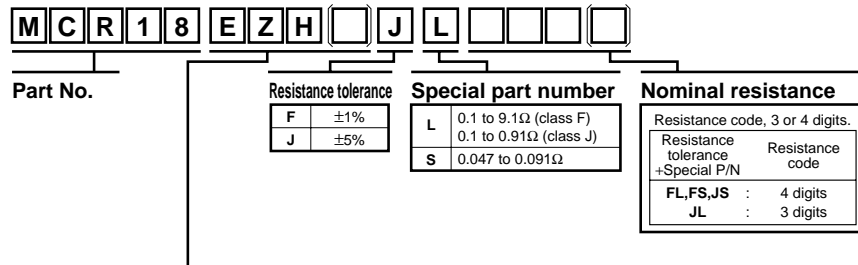 M C R 1 8 E Z H J L
Part No.
Resistance tolerance
F ±1%
J ±5%
Special part number
L 0.1 to 9.1Ω (class F)
0.1 to 0.91Ω (class J)
S 0.047 to 0.091Ω
Nominal resistance
Resistance code, 3 or 4 digits.
Resistance tolerance +Special P/N Resistance code
FL,FS,JS : 4 digits
JL : 3 digits